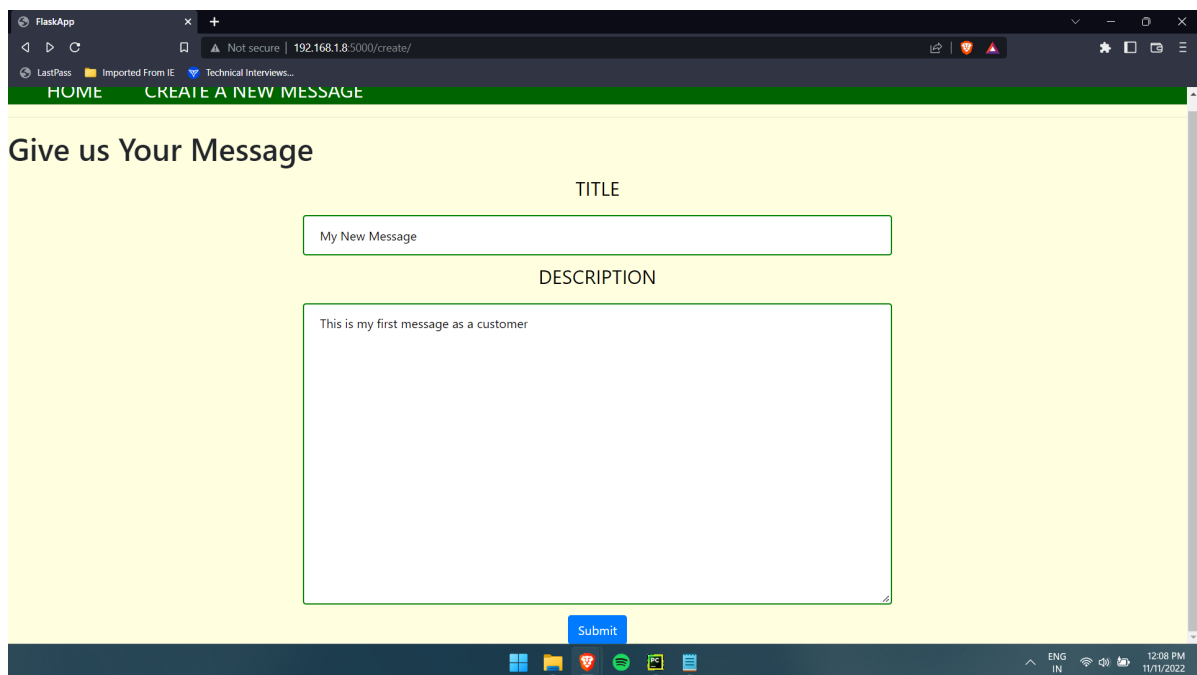 FlaskApp
Not secure | 192.168.1.8:5000/create/
LastPass Imported From IE Technical Interviews...
HOME CREATE A NEW MESSAGE
Give us Your Message
TITLE
My New Message
DESCRIPTION
This is my first message as a customer
Submit
PC
ENG
IN
12:08 PM
11/11/2022